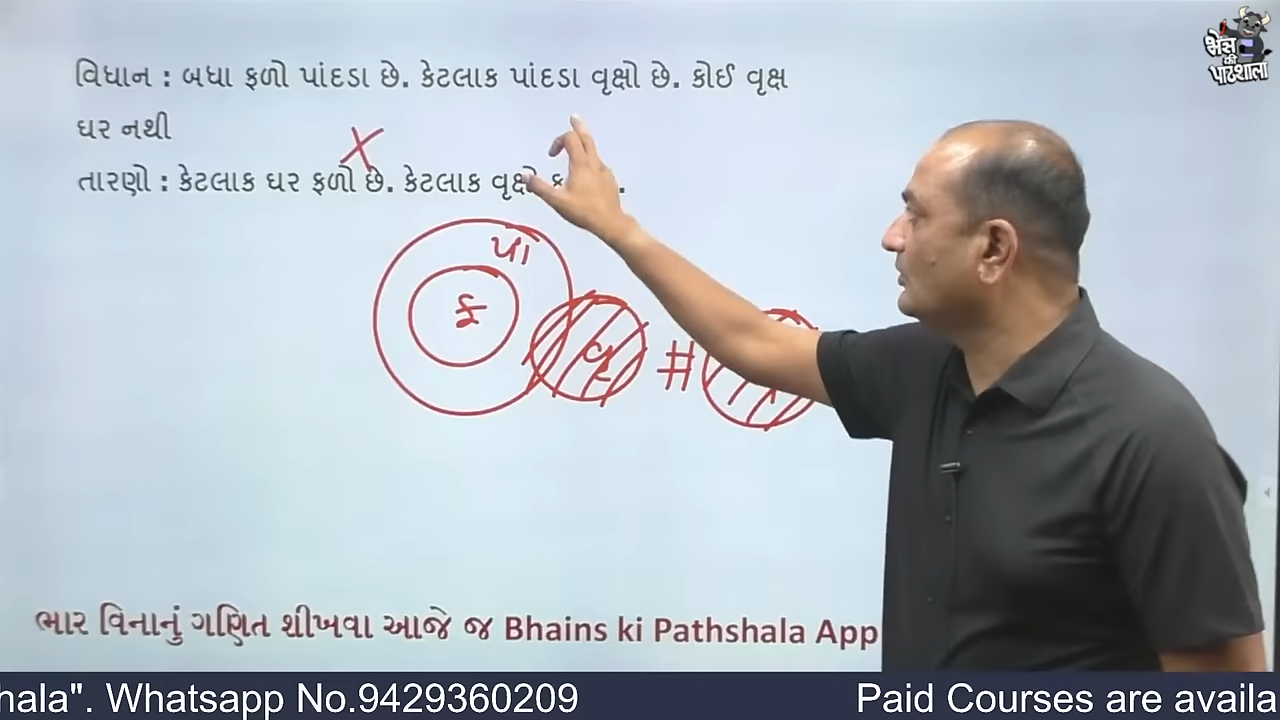 भैंस
की
पाठशाला
વિધાન : બધા ફળો પાંદડા છે. કેટલાક પાંદડા વૃક્ષો છે. કોઈ વૃક્ષ
ઘર નથી
તારણો : કેટલાક ઘર ફળો છે. કેટલાક વૃક્ષો
પા
ફ
વૃ
#
ભાર વિનાનું ગણિત શીખવા આજે જ Bhains ki Pathshala App
hala". Whatsapp No.9429360209 Paid Courses are availa